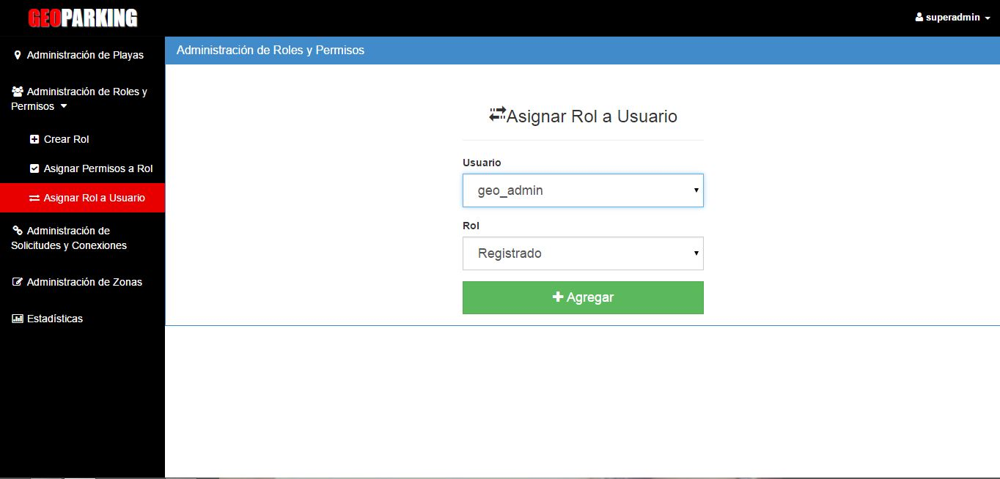 GEOPARKING
superadmin
Administración de Playas
Administración de Roles y
Permisos
Crear Rol
Asignar Permisos a Rol
Asignar Rol a Usuario
Administración de
Solicitudes y Conexiones
Administración de Zonas
Estadísticas
Administración de Roles y Permisos
Asignar Rol a Usuario
Usuario
geo_admin
Rol
Registrado
Agregar